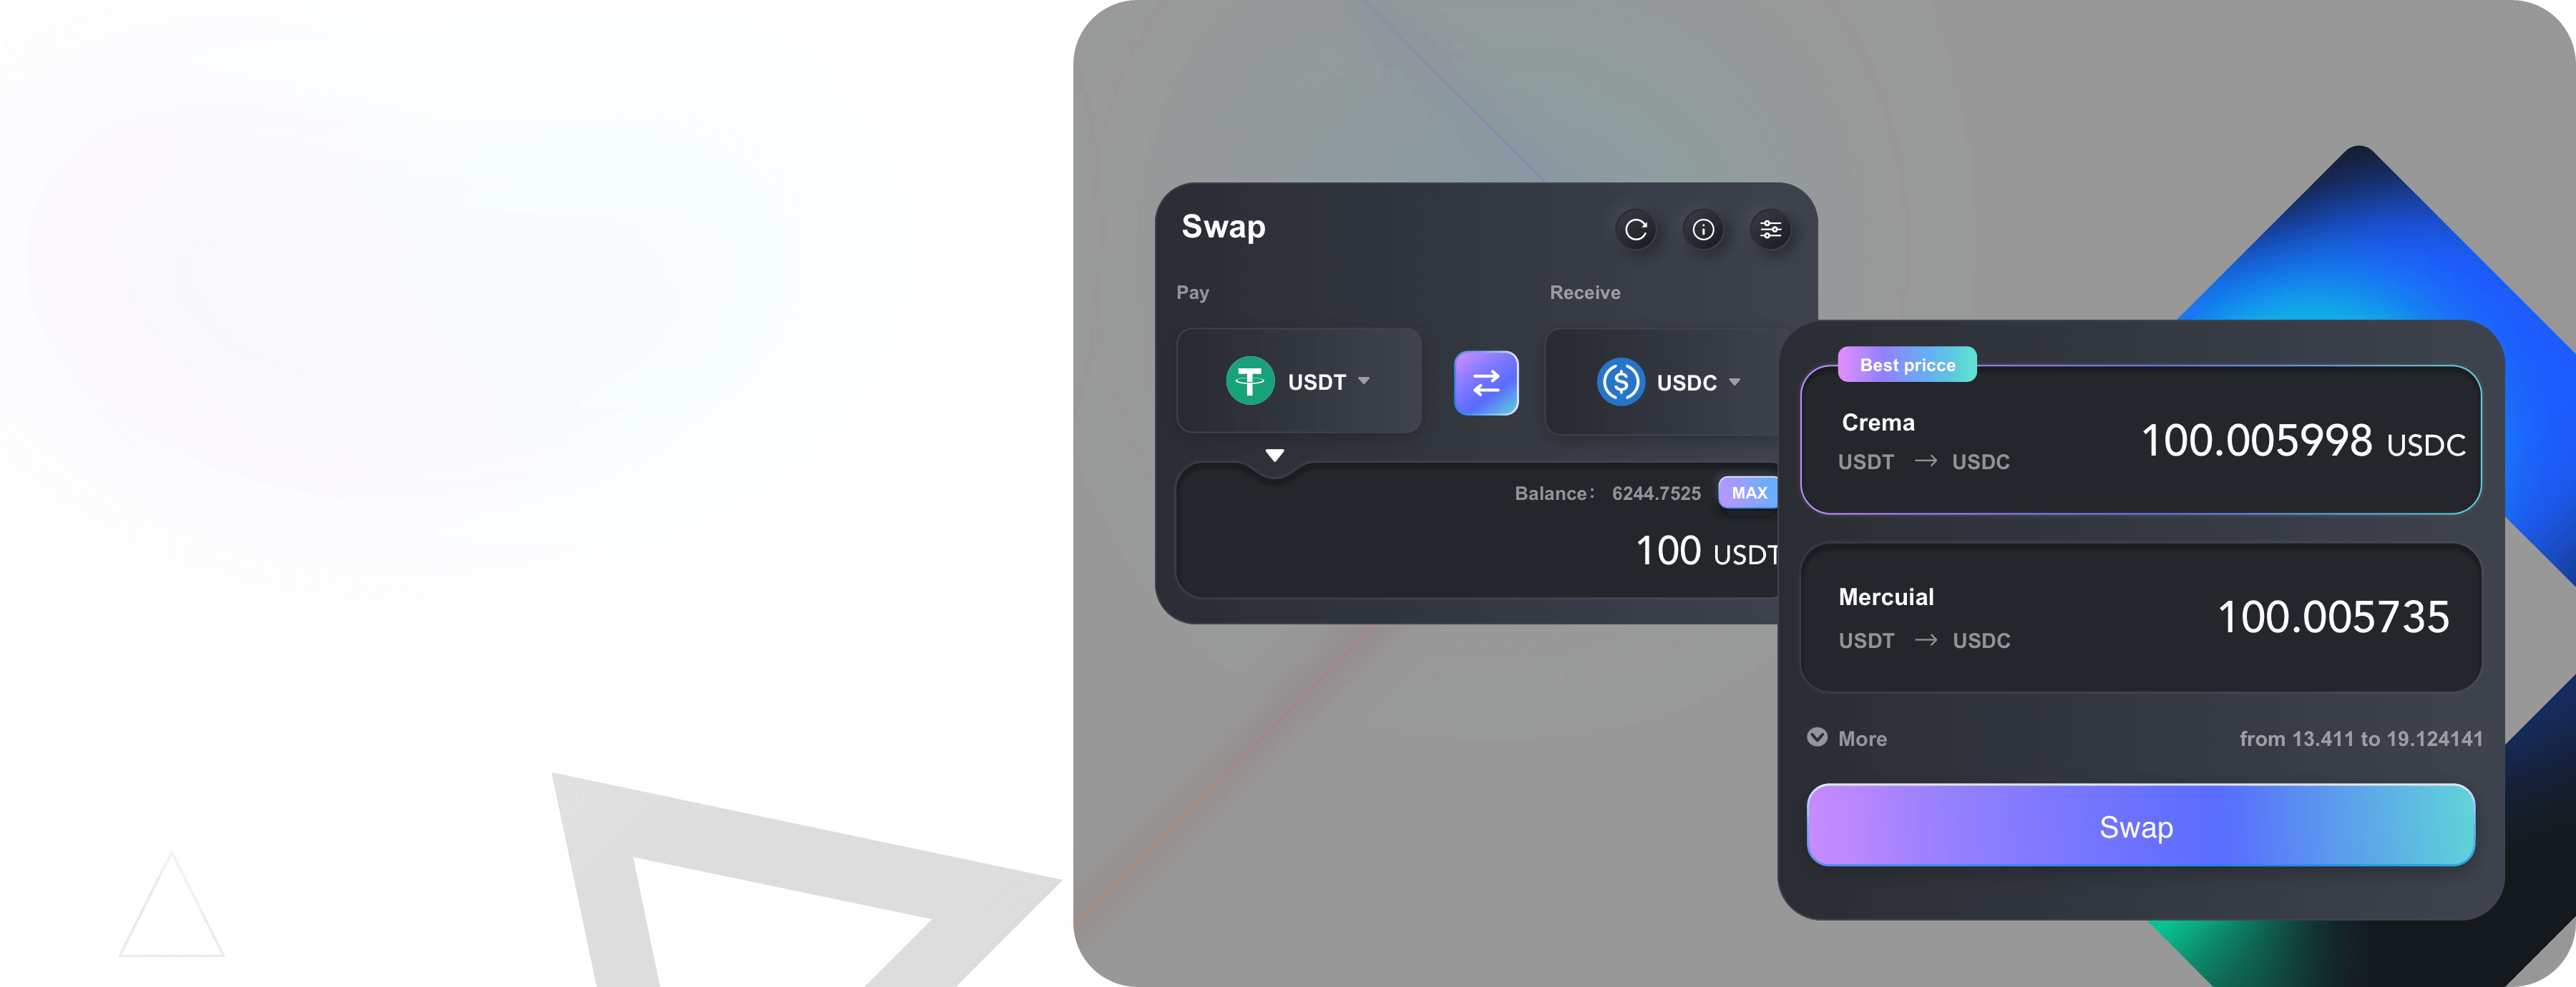 Swap
Pay
Receive
USDT
USDC
Balance: 6244.7525 MAX
100 USDT
Best pricce
Crema
USDT → USDC
100.005998 USDC
Mercuial
USDT → USDC
100.005735
More
from 13.411 to 19.124141
Swap